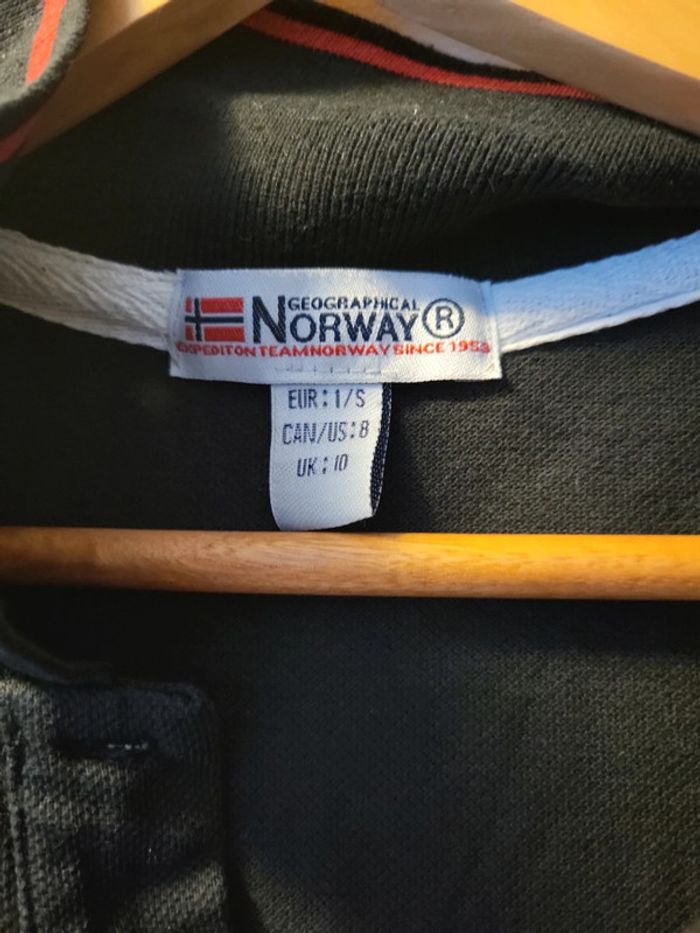 GEOGRAPHICAL
NORWAY®
EXPEDITON TEAMNORWAY SINCE 1953
EUR: 1/S
CAN/US: 8
UK: 10